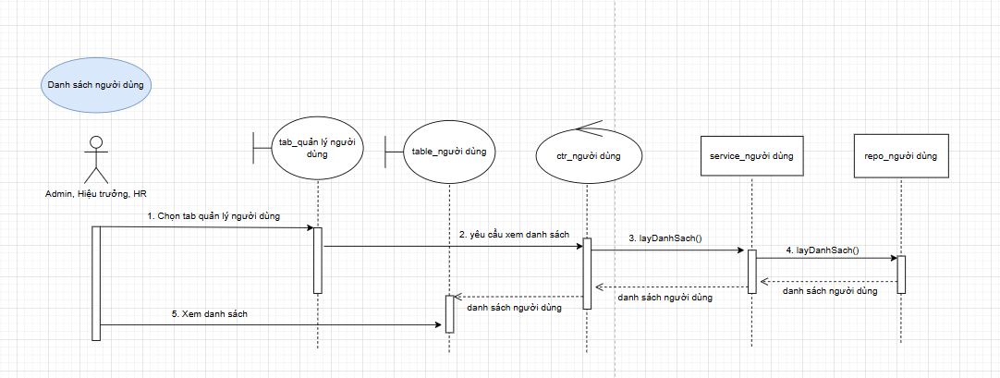 Danh sách người dùng
tab_quản lý người
dùng
table_người dùng
ctr_người dùng
service_người dùng
repo_người dùng
Admin, Hiệu trưởng, HR
1. Chọn tab quản lý người dùng
2. yêu cầu xem danh sách
3. layDanhSach()
4. layDanhSach()
danh sách người dùng
danh sách người dùng
danh sách người dùng
5. Xem danh sách